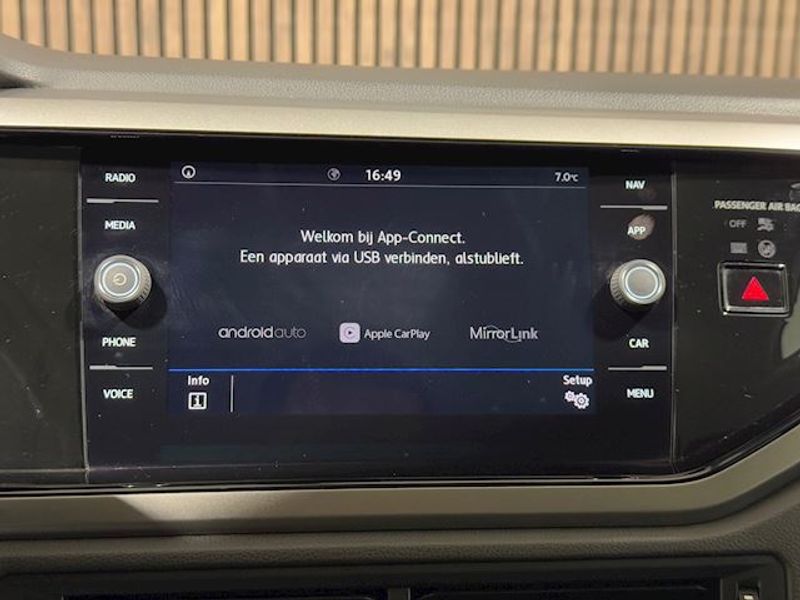 RADIO
MEDIA
PHONE
VOICE
16:49
7.0°C
Welkom bij App-Connect.
Een apparaat via USB verbinden, alstublieft.
androidauto
Apple CarPlay
MirrorLink
Info
i
Setup
NAV
APP
CAR
MENU
PASSENGER AIR BAG
OFF